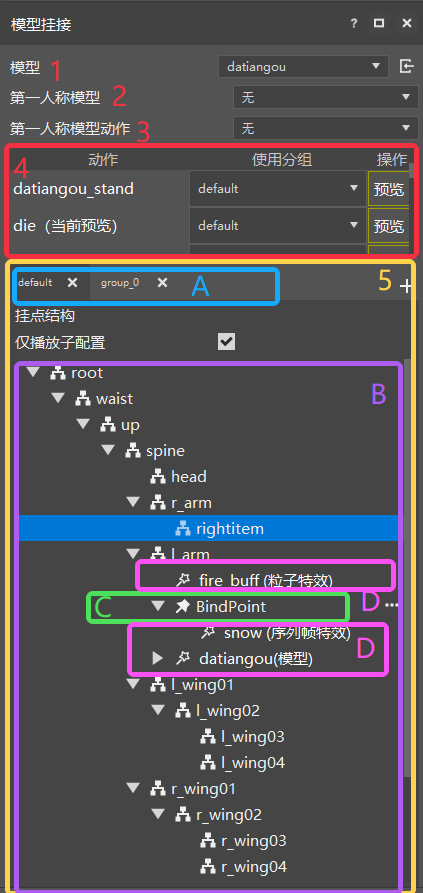 模型挂接 ?
模型 1 datiangou
第一人称模型 2 无
第一人称模型动作 3 无
4 动作 使用分组 操作
datiangou_stand default 预览
die（当前预览） default 预览
default group_0 A 5
挂点结构
仅播放子配置
root B
waist
up
spine
head
r_arm
rightitem
l_arm
fire_buff (粒子特效)
C BindPoint D
snow (序列帧特效)
datiangou(模型) D
l_wing01
l_wing02
l_wing03
l_wing04
r_wing01
r_wing02
r_wing03
r_wing04